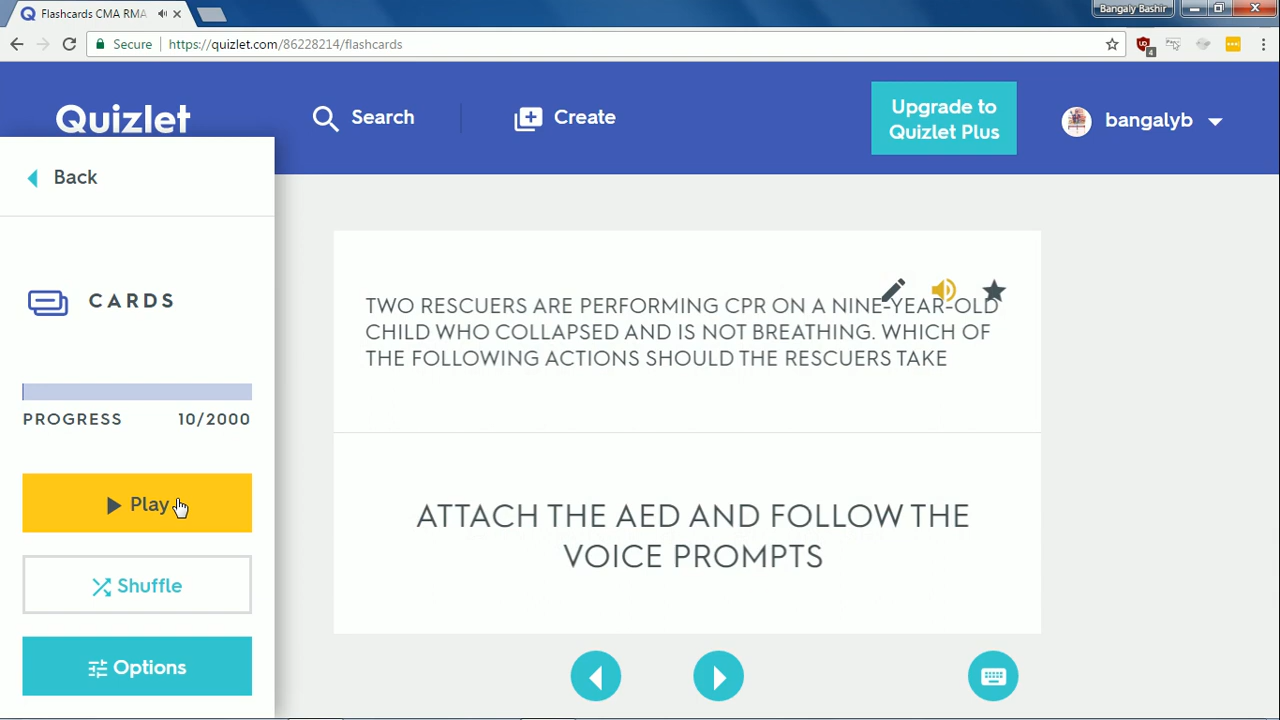 Flashcards CMA RMA
Bangaly Bashir
Secure
https://quizlet.com/86228214/flashcards
4
Quizlet
Search
Create
Upgrade to
Quizlet Plus
bangalyb
Back
CARDS
PROGRESS 10/2000
Play
Shuffle
Options
TWO RESCUERS ARE PERFORMING CPR ON A NINE-YEAR-OLD
CHILD WHO COLLAPSED AND IS NOT BREATHING. WHICH OF
THE FOLLOWING ACTIONS SHOULD THE RESCUERS TAKE
ATTACH THE AED AND FOLLOW THE
VOICE PROMPTS